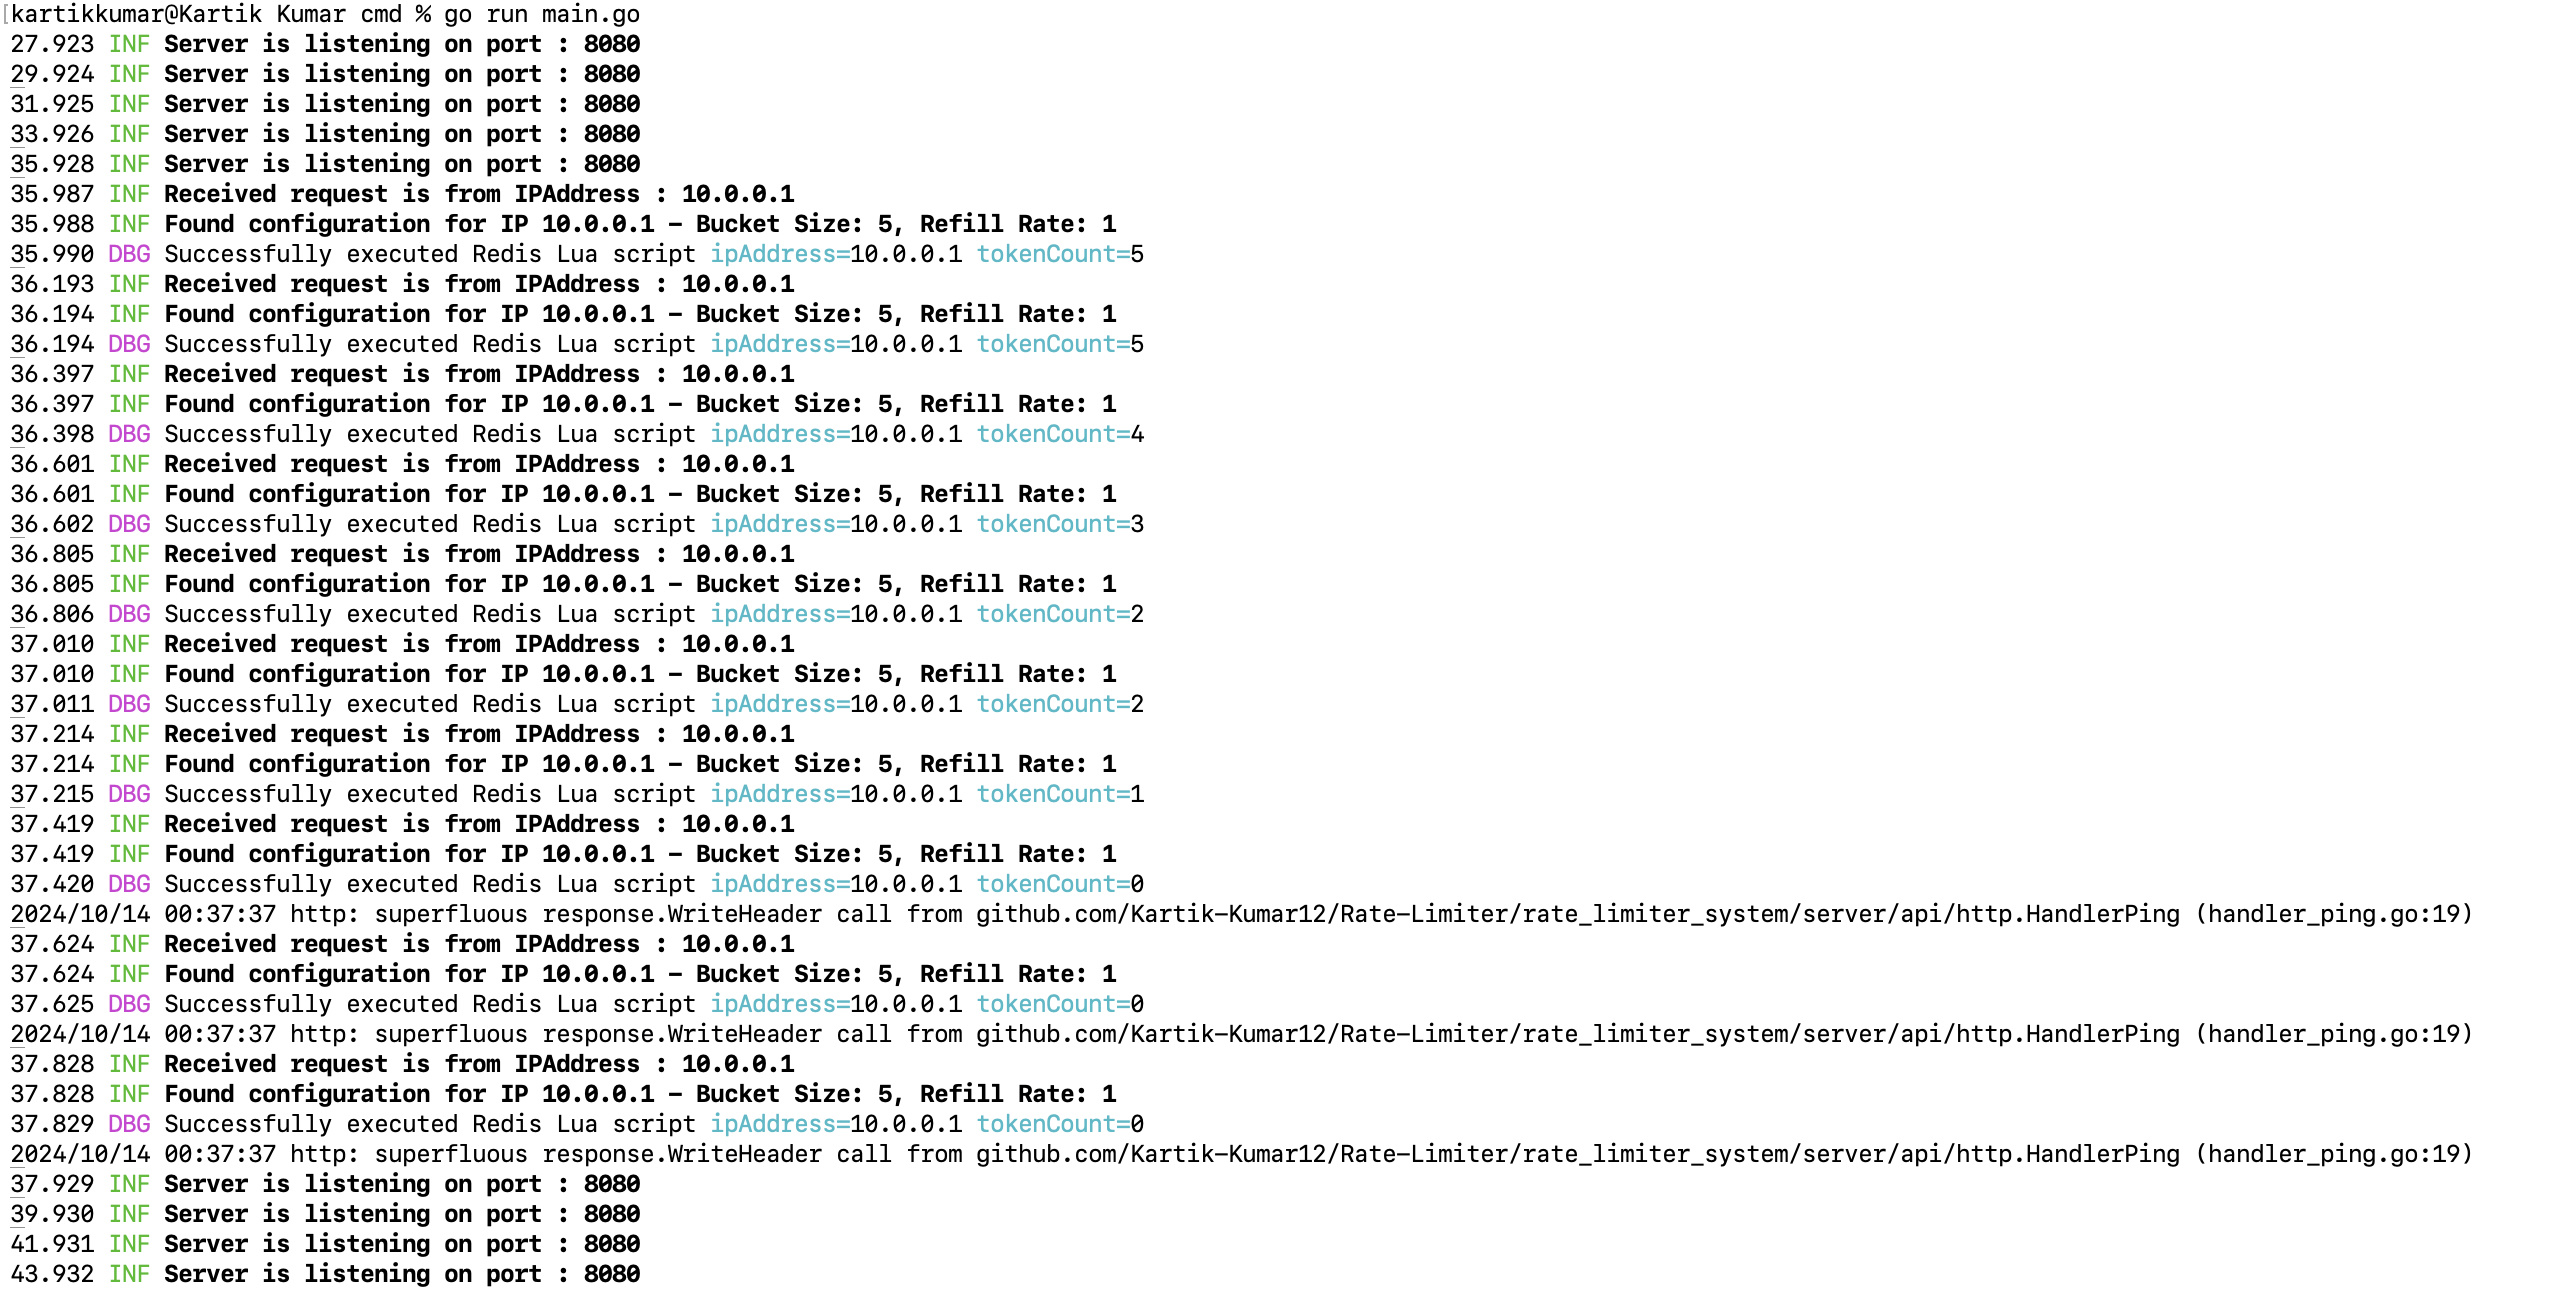 [kartikkumar@Kartik Kumar cmd % go run main.go
27.923 INF Server is listening on port : 8080
29.924 INF Server is listening on port : 8080
31.925 INF Server is listening on port : 8080
33.926 INF Server is listening on port : 8080
35.928 INF Server is listening on port : 8080
35.987 INF Received request is from IPAddress : 10.0.0.1
35.988 INF Found configuration for IP 10.0.0.1 – Bucket Size: 5, Refill Rate: 1
35.990 DBG Successfully executed Redis Lua script ipAddress=10.0.0.1 tokenCount=5
36.193 INF Received request is from IPAddress : 10.0.0.1
36.194 INF Found configuration for IP 10.0.0.1 – Bucket Size: 5, Refill Rate: 1
36.194 DBG Successfully executed Redis Lua script ipAddress=10.0.0.1 tokenCount=5
36.397 INF Received request is from IPAddress : 10.0.0.1
36.397 INF Found configuration for IP 10.0.0.1 – Bucket Size: 5, Refill Rate: 1
36.398 DBG Successfully executed Redis Lua script ipAddress=10.0.0.1 tokenCount=4
36.601 INF Received request is from IPAddress : 10.0.0.1
36.601 INF Found configuration for IP 10.0.0.1 – Bucket Size: 5, Refill Rate: 1
36.602 DBG Successfully executed Redis Lua script ipAddress=10.0.0.1 tokenCount=3
36.805 INF Received request is from IPAddress : 10.0.0.1
36.805 INF Found configuration for IP 10.0.0.1 – Bucket Size: 5, Refill Rate: 1
36.806 DBG Successfully executed Redis Lua script ipAddress=10.0.0.1 tokenCount=2
37.010 INF Received request is from IPAddress : 10.0.0.1
37.010 INF Found configuration for IP 10.0.0.1 – Bucket Size: 5, Refill Rate: 1
37.011 DBG Successfully executed Redis Lua script ipAddress=10.0.0.1 tokenCount=2
37.214 INF Received request is from IPAddress : 10.0.0.1
37.214 INF Found configuration for IP 10.0.0.1 – Bucket Size: 5, Refill Rate: 1
37.215 DBG Successfully executed Redis Lua script ipAddress=10.0.0.1 tokenCount=1
37.419 INF Received request is from IPAddress : 10.0.0.1
37.419 INF Found configuration for IP 10.0.0.1 – Bucket Size: 5, Refill Rate: 1
37.420 DBG Successfully executed Redis Lua script ipAddress=10.0.0.1 tokenCount=0
2024/10/14 00:37:37 http: superfluous response.WriteHeader call from github.com/Kartik-Kumar12/Rate-Limiter/rate_limiter_system/server/api/http.HandlerPing (handler_ping.go:19)
37.624 INF Received request is from IPAddress : 10.0.0.1
37.624 INF Found configuration for IP 10.0.0.1 – Bucket Size: 5, Refill Rate: 1
37.625 DBG Successfully executed Redis Lua script ipAddress=10.0.0.1 tokenCount=0
2024/10/14 00:37:37 http: superfluous response.WriteHeader call from github.com/Kartik-Kumar12/Rate-Limiter/rate_limiter_system/server/api/http.HandlerPing (handler_ping.go:19)
37.828 INF Received request is from IPAddress : 10.0.0.1
37.828 INF Found configuration for IP 10.0.0.1 – Bucket Size: 5, Refill Rate: 1
37.829 DBG Successfully executed Redis Lua script ipAddress=10.0.0.1 tokenCount=0
2024/10/14 00:37:37 http: superfluous response.WriteHeader call from github.com/Kartik-Kumar12/Rate-Limiter/rate_limiter_system/server/api/http.HandlerPing (handler_ping.go:19)
37.929 INF Server is listening on port : 8080
39.930 INF Server is listening on port : 8080
41.931 INF Server is listening on port : 8080
43.932 INF Server is listening on port : 8080